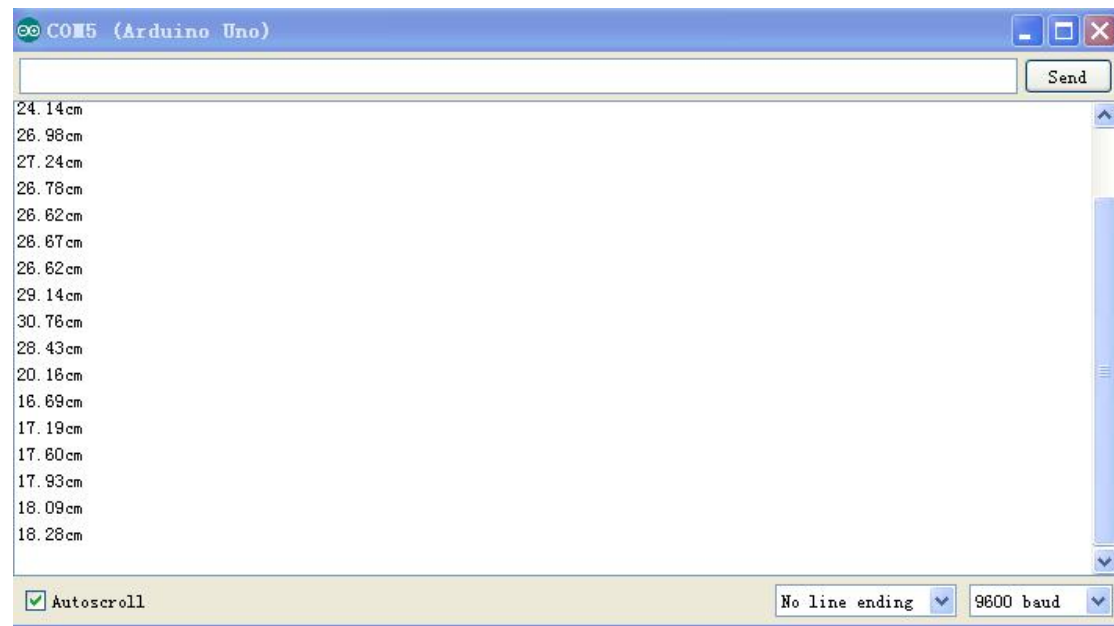 COM5 (Arduino Uno)
Send
24.14cm
26.98cm
27.24cm
26.78cm
26.62cm
26.67cm
26.62cm
29.14cm
30.76cm
28.43cm
20.16cm
16.69cm
17.19cm
17.60cm
17.93cm
18.09cm
18.28cm
Autoscroll
No line ending
9600 baud